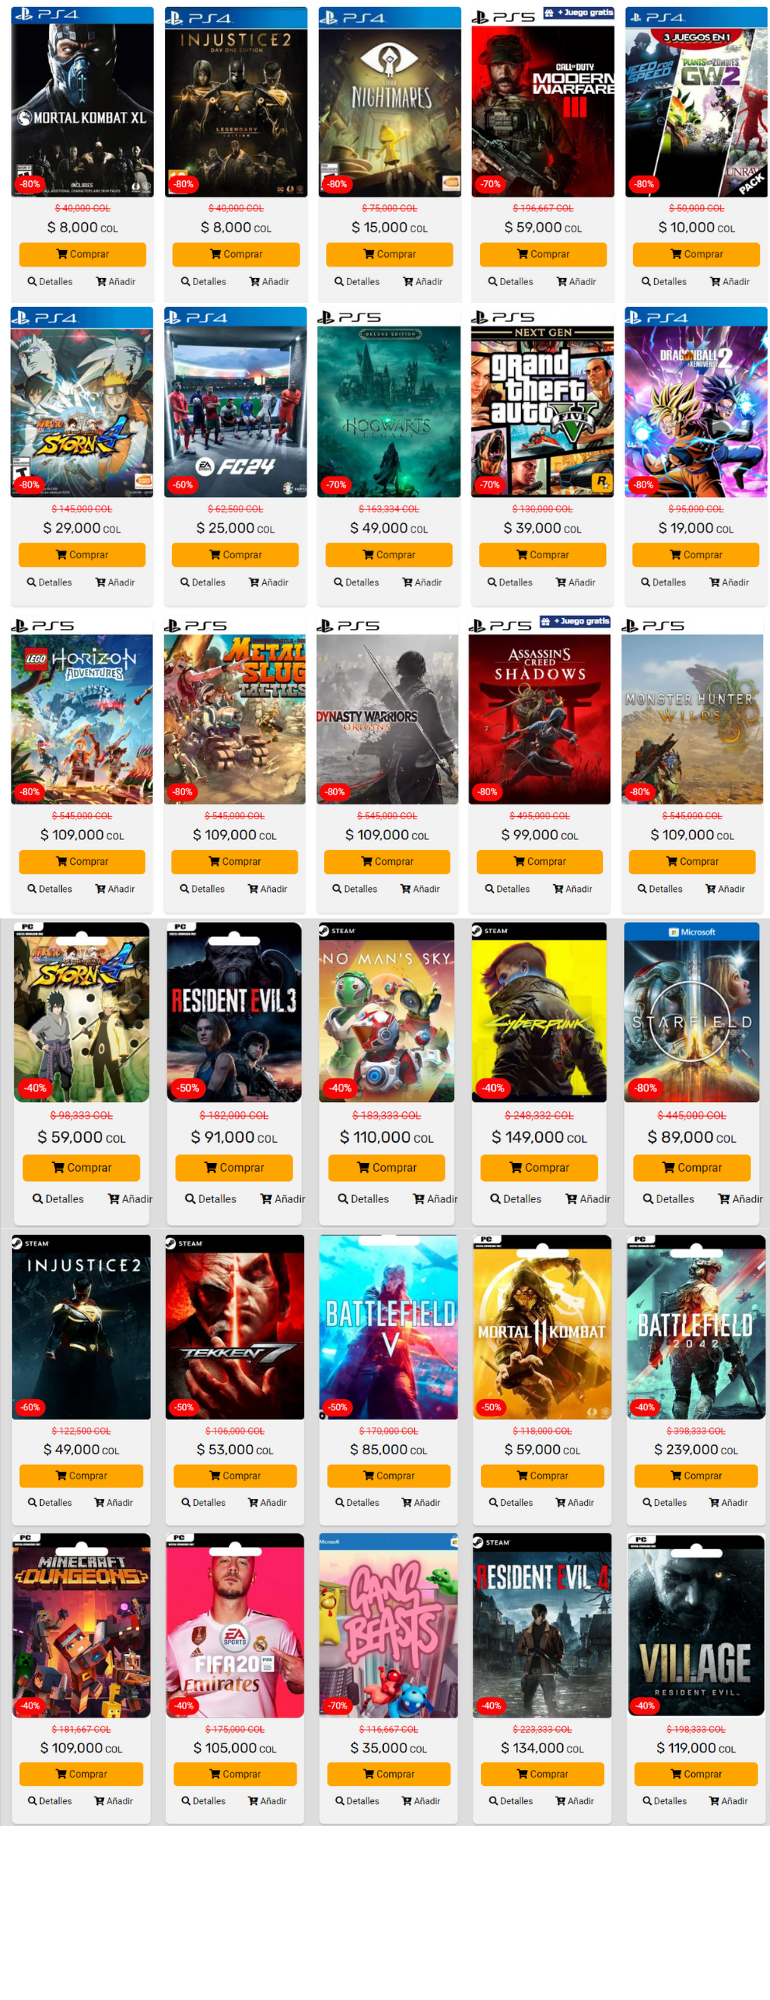 PS4
MORTAL KOMBAT XL
INCLUDES
-80%
$ 40,000 COL
$ 8,000 COL
Comprar
Detalles Añadir
PS4
INJUSTICE 2
DAY ONE EDITION
LEGENDARY
EDITION
-80%
$ 40,000 COL
$ 8,000 COL
Comprar
Detalles Añadir
PS4
LITTLE
NIGHTMARES
-80%
$ 75,000 COL
$ 15,000 COL
Comprar
Detalles Añadir
PS5
+ Juego gratis
CALL OF DUTY
MODERN
WARFARE
III
-70%
$ 196,667 COL
$ 59,000 COL
Comprar
Detalles Añadir
PS4
3 JUEGOS EN 1
NEED FOR
SPEED
PLANTS vs. ZOMBIES
GW2
UNRAV
PACK
-80%
$ 50,000 COL
$ 10,000 COL
Comprar
Detalles Añadir
PS4
NARUTO
STORM 4
-80%
$ 145,000 COL
$ 29,000 COL
Comprar
Detalles Añadir
PS4
EA SPORTS
FC24
-60%
$ 62,500 COL
$ 25,000 COL
Comprar
Detalles Añadir
PS5
DELUXE EDITION
HOGWARTS
LEGACY
-70%
$ 163,334 COL
$ 49,000 COL
Comprar
Detalles Añadir
PS5
NEXT GEN
grand
theft
auto
FIVE
-70%
R
$ 130,000 COL
$ 39,000 COL
Comprar
Detalles Añadir
PS4
DRAGONBALL
XENOVERSE 2
-80%
$ 95,000 COL
$ 19,000 COL
Comprar
Detalles Añadir
PS5
LEGO HORIZON
ADVENTURES
-80%
$ 545,000 COL
$ 109,000 COL
Comprar
Detalles Añadir
PS5
METAL
SLUG
TACTICS
-80%
$ 545,000 COL
$ 109,000 COL
Comprar
Detalles Añadir
PS5
DYNASTY WARRIORS
ORIGINS
-80%
$ 545,000 COL
$ 109,000 COL
Comprar
Detalles Añadir
PS5
+ Juego gratis
ASSASSIN'S
CREED
SHADOWS
-80%
$ 495,000 COL
$ 99,000 COL
Comprar
Detalles Añadir
PS5
MONSTER HUNTER
WILDS
-80%
$ 545,000 COL
$ 109,000 COL
Comprar
Detalles Añadir
PC
NARUTO
STORM 4
-40%
$ 98,333 COL
$ 59,000 COL
Comprar
Detalles Añadir
PC
RESIDENT EVIL 3
-50%
$ 182,000 COL
$ 91,000 COL
Comprar
Detalles Añadir
STEAM
NO MAN'S SKY
-40%
$ 183,333 COL
$ 110,000 COL
Comprar
Detalles Añadir
STEAM
CYBERPUNK
-40%
$ 248,332 COL
$ 149,000 COL
Comprar
Detalles Añadir
Microsoft
STARFIELD
-80%
$ 445,000 COL
$ 89,000 COL
Comprar
Detalles Añadir
STEAM
INJUSTICE 2
-60%
$ 122,500 COL
$ 49,000 COL
Comprar
Detalles Añadir
STEAM
TEKKEN 7
-50%
$ 106,000 COL
$ 53,000 COL
Comprar
Detalles Añadir
BATTLEFIELD
V
-50%
$ 170,000 COL
$ 85,000 COL
Comprar
Detalles Añadir
PC
MORTAL KOMBAT 11
-50%
$ 118,000 COL
$ 59,000 COL
Comprar
Detalles Añadir
PC
BATTLEFIELD
2042
-40%
$ 398,333 COL
$ 239,000 COL
Comprar
Detalles Añadir
PC
MINECRAFT
DUNGEONS
-40%
$ 181,667 COL
$ 109,000 COL
Comprar
Detalles Añadir
PC
EA
SPORTS
FIFA 20
Emirates
-40%
$ 175,000 COL
$ 105,000 COL
Comprar
Detalles Añadir
Microsoft
GANG
BEASTS
-70%
$ 116,667 COL
$ 35,000 COL
Comprar
Detalles Añadir
STEAM
RESIDENT EVIL 4
-40%
$ 223,333 COL
$ 134,000 COL
Comprar
Detalles Añadir
PC
VILLAGE
RESIDENT EVIL
-40%
$ 198,333 COL
$ 119,000 COL
Comprar
Detalles Añadir